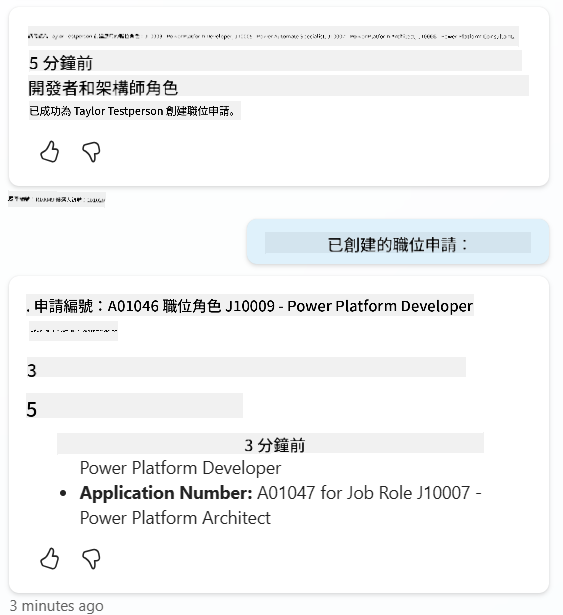 Taylor Testperson
5 分鐘前
開發者和架構師角色
已成功為 Taylor Testperson 創建職位申請。
已創建的職位申請：
. 申請編號：A01046 職位角色 J10009 - Power Platform Developer
3
5
3 分鐘前
Power Platform Developer
• Application Number: A01047 for Job Role J10007 -
Power Platform Architect
3 minutes ago